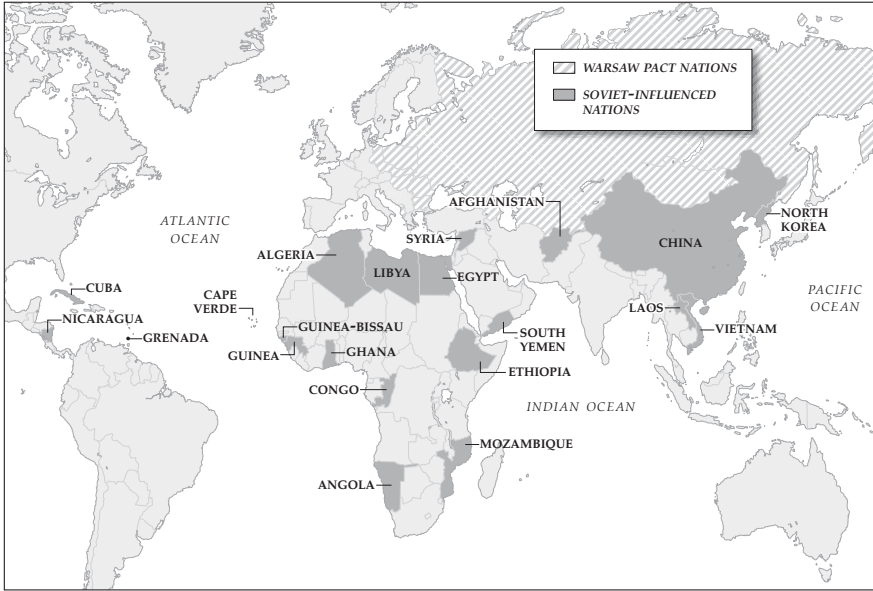 WARSAW PACT NATIONS
SOVIET-INFLUENCED
NATIONS
AFGHANISTAN
NORTH
KOREA
ATLANTIC
OCEAN
SYRIA
CHINA
ALGERIA
LIBYA
EGYPT
CUBA
CAPE
VERDE
PACIFIC
OCEAN
LAOS
NICARAGUA
GUINEA-BISSAU
VIETNAM
GRENADA
SOUTH
YEMEN
GUINEA
GHANA
ETHIOPIA
CONGO
INDIAN OCEAN
MOZAMBIQUE
ANGOLA